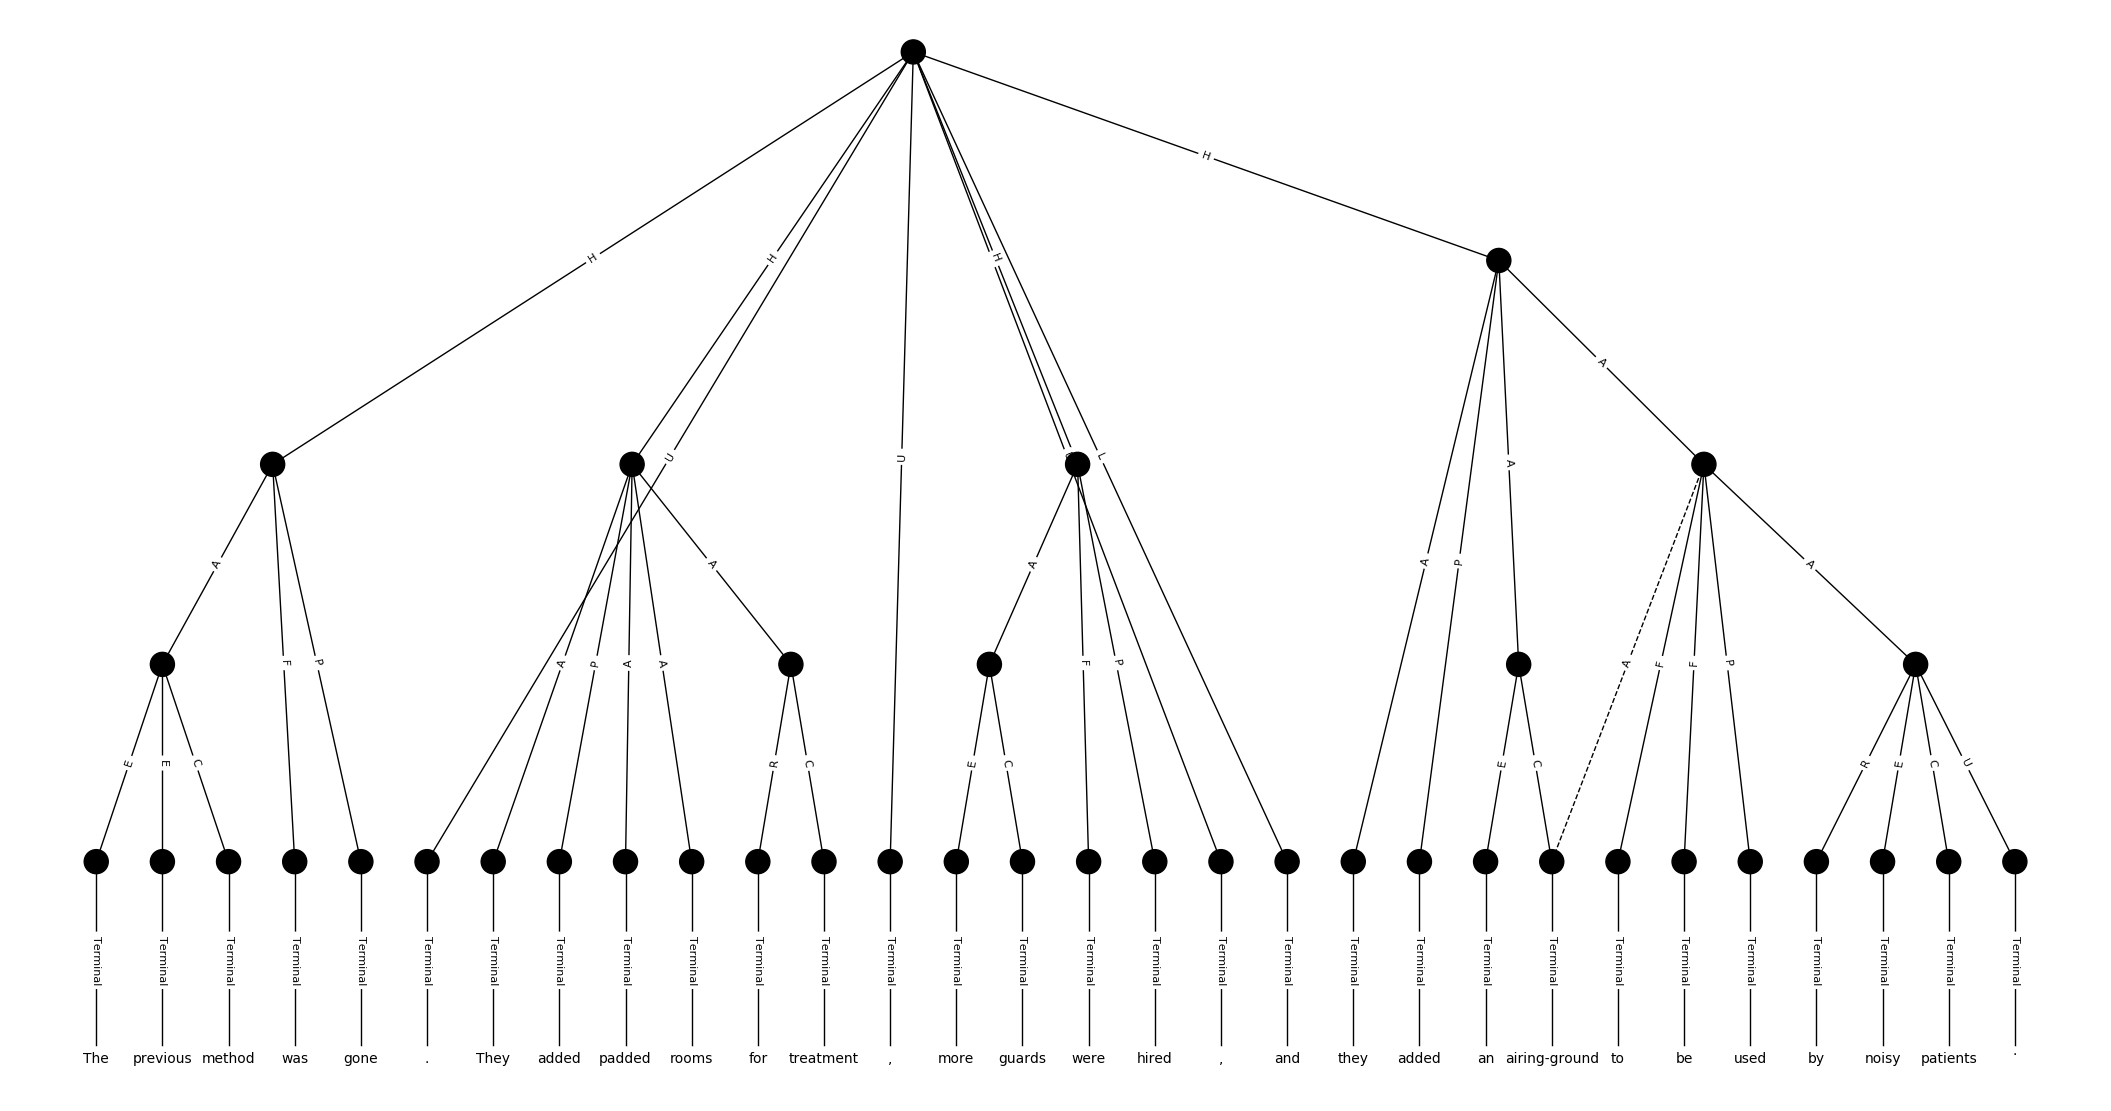 H
H
H
H
U
U
U
L
A
A
F
P
A
P
A
A
A
A
F
P
A
P
A
A
F
F
P
A
E
E
C
R
C
E
C
E
C
R
E
C
U
Terminal Terminal Terminal Terminal Terminal Terminal Terminal Terminal Terminal Terminal Terminal Terminal Terminal Terminal Terminal Terminal Terminal Terminal Terminal Terminal Terminal Terminal Terminal Terminal Terminal Terminal Terminal Terminal Terminal Terminal
The previous method was gone . They added padded rooms for treatment , more guards were hired , and they added an airing-ground to be used by noisy patients .